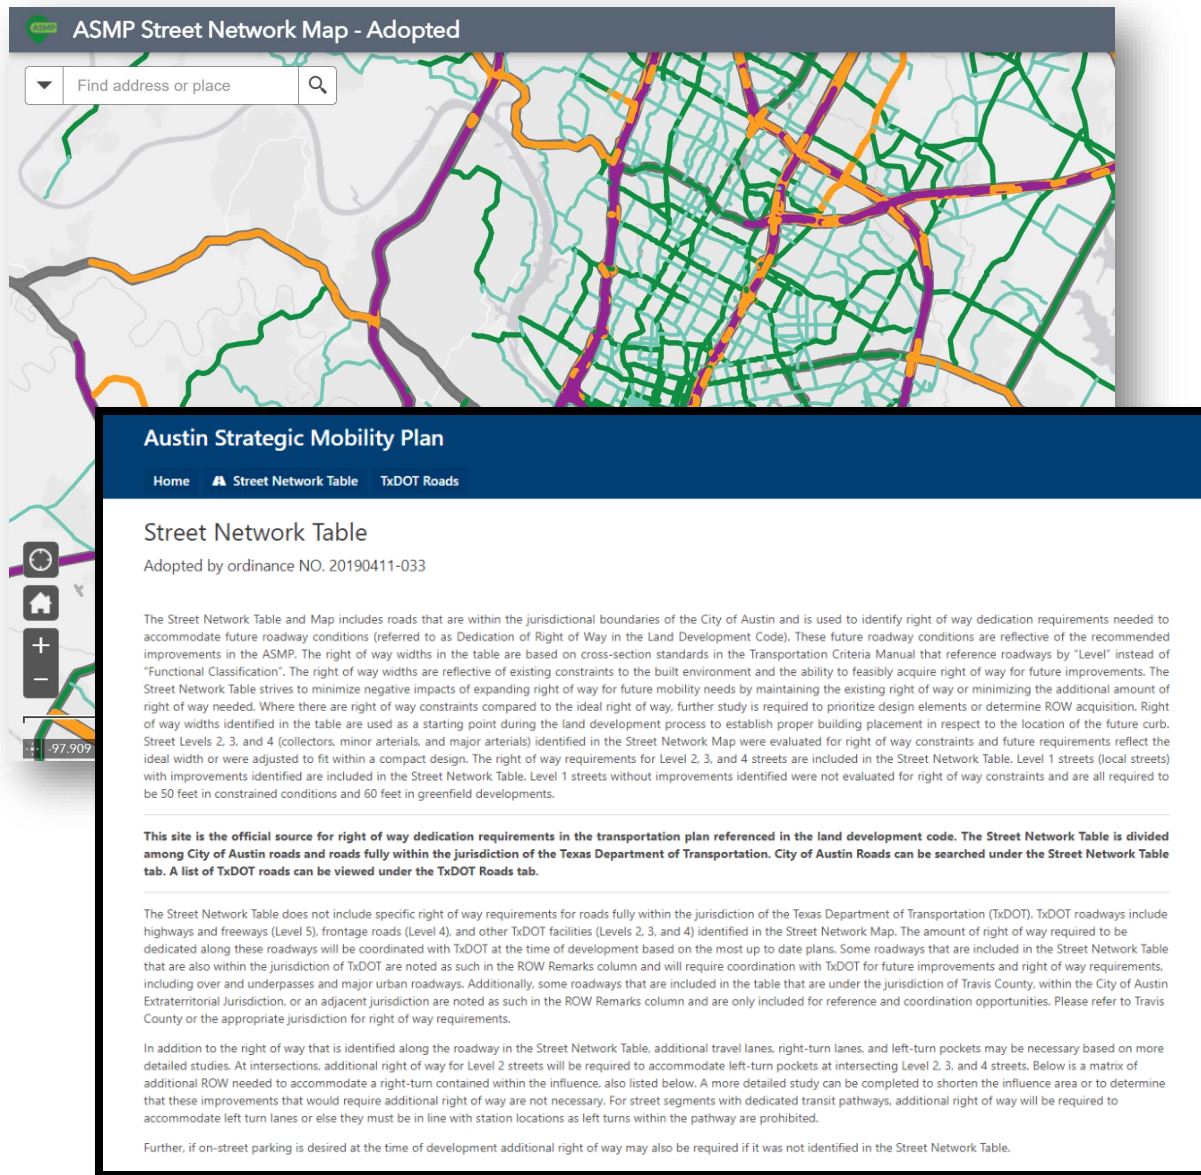 ASMP
ASMP Street Network Map - Adopted
Find address or place
Austin Strategic Mobility Plan
Home Street Network Table TxDOT Roads
Street Network Table
Adopted by ordinance NO. 20190411-033
The Street Network Table and Map includes roads that are within the jurisdictional boundaries of the City of Austin and is used to identify right of way dedication requirements needed to
accommodate future roadway conditions (referred to as Dedication of Right of Way in the Land Development Code). These future roadway conditions are reflective of the recommended
improvements in the ASMP. The right of way widths in the table are based on cross-section standards in the Transportation Criteria Manual that reference roadways by "Level" instead of
"Functional Classification". The right of way widths are reflective of existing constraints to the built environment and the ability to feasibly acquire right of way for future improvements. The
Street Network Table strives to minimize negative impacts of expanding right of way for future mobility needs by maintaining the existing right of way or minimizing the additional amount of
right of way needed. Where there are right of way constraints compared to the ideal right of way, further study is required to prioritize design elements or determine ROW acquisition. Right
of way widths identified in the table are used as a starting point during the land development process to establish proper building placement in respect to the location of the future curb.
Street Levels 2, 3, and 4 (collectors, minor arterials, and major arterials) identified in the Street Network Map were evaluated for right of way constraints and future requirements reflect the
ideal width or were adjusted to fit within a compact design. The right of way requirements for Level 2, 3, and 4 streets are included in the Street Network Table. Level 1 streets (local streets)
with improvements identified are included in the Street Network Table. Level 1 streets without improvements identified were not evaluated for right of way constraints and are all required to
be 50 feet in constrained conditions and 60 feet in greenfield developments.
This site is the official source for right of way dedication requirements in the transportation plan referenced in the land development code. The Street Network Table is divided
among City of Austin roads and roads fully within the jurisdiction of the Texas Department of Transportation. City of Austin Roads can be searched under the Street Network Table
tab. A list of TxDOT roads can be viewed under the TxDOT Roads tab.
The Street Network Table does not include specific right of way requirements for roads fully within the jurisdiction of the Texas Department of Transportation (TxDOT). TxDOT roadways include
highways and freeways (Level 5), frontage roads (Level 4), and other TxDOT facilities (Levels 2, 3, and 4) identified in the Street Network Map. The amount of right of way required to be
dedicated along these roadways will be coordinated with TxDOT at the time of development based on the most up to date plans. Some roadways that are included in the Street Network Table
that are also within the jurisdiction of TxDOT are noted as such in the ROW Remarks column and will require coordination with TxDOT for future improvements and right of way requirements,
including over and underpasses and major urban roadways. Additionally, some roadways that are included in the table that are under the jurisdiction of Travis County, within the City of Austin
Extraterritorial Jurisdiction, or an adjacent jurisdiction are noted as such in the ROW Remarks column and are only included for reference and coordination opportunities. Please refer to Travis
County or the appropriate jurisdiction for right of way requirements.
In addition to the right of way that is identified along the roadway in the Street Network Table, additional travel lanes, right-turn lanes, and left-turn pockets may be necessary based on more
detailed studies. At intersections, additional right of way for Level 2 streets will be required to accommodate left-turn pockets at intersecting Level 2, 3, and 4 streets. Below is a matrix of
additional ROW needed to accommodate a right-turn contained within the influence, also listed below. A more detailed study can be completed to shorten the influence area or to determine
that these improvements that would require additional right of way are not necessary. For street segments with dedicated transit pathways, additional right of way will be required to
accommodate left turn lanes or else they must be in line with station locations as left turns within the pathway are prohibited.
Further, if on-street parking is desired at the time of development additional right of way may also be required if it was not identified in the Street Network Table.
+
−
-97.909